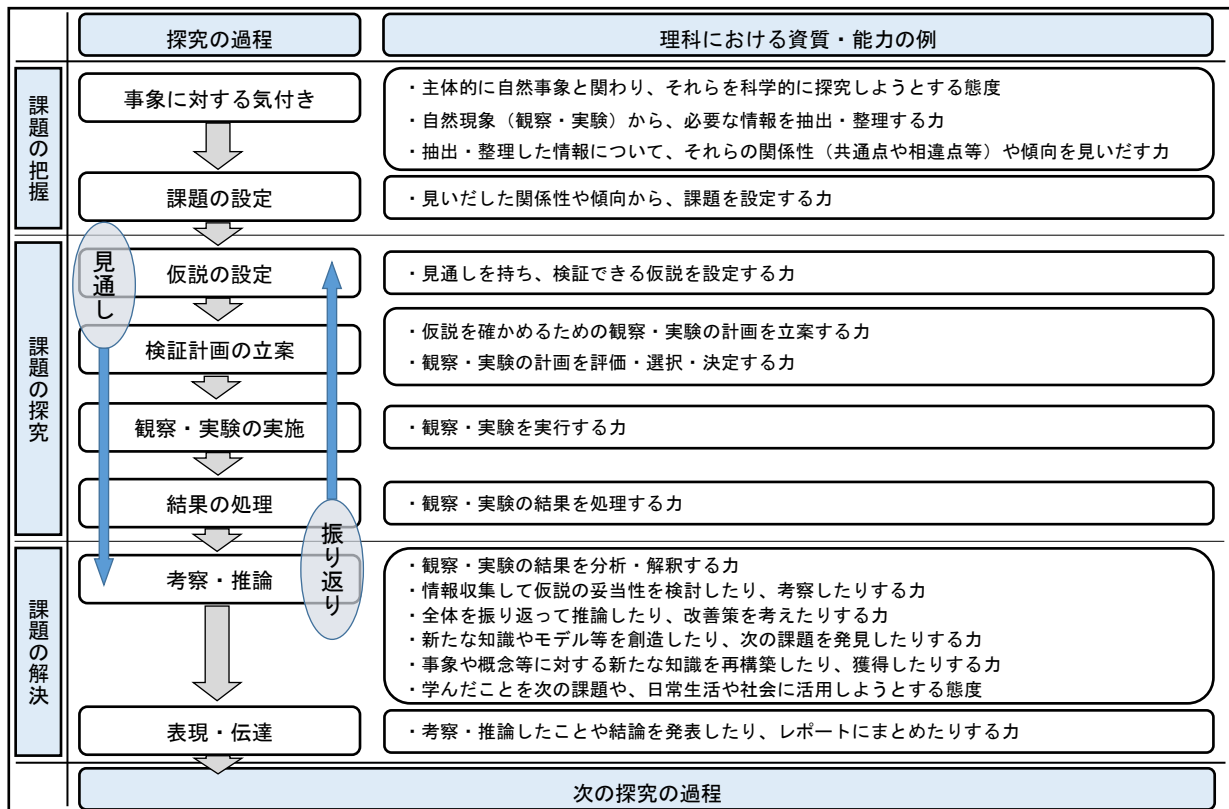 探究の過程
理科における資質・能力の例
課題の把握
事象に対する気付き
・主体的に自然事象と関わり、それらを科学的に探究しようとする態度
・自然現象（観察・実験）から、必要な情報を抽出・整理する力
・抽出・整理した情報について、それらの関係性（共通点や相違点等）や傾向を見いだす力
課題の設定
・見いだした関係性や傾向から、課題を設定する力
課題の探究
見通し
仮説の設定
・見通しを持ち、検証できる仮説を設定する力
検証計画の立案
・仮説を確かめるための観察・実験の計画を立案する力
・観察・実験の計画を評価・選択・決定する力
観察・実験の実施
・観察・実験を実行する力
結果の処理
・観察・実験の結果を処理する力
振り返り
課題の解決
考察・推論
・観察・実験の結果を分析・解釈する力
・情報収集して仮説の妥当性を検討したり、考察したりする力
・全体を振り返って推論したり、改善策を考えたりする力
・新たな知識やモデル等を創造したり、次の課題を発見したりする力
・事象や概念等に対する新たな知識を再構築したり、獲得したりする力
・学んだことを次の課題や、日常生活や社会に活用しようとする態度
表現・伝達
・考察・推論したことや結論を発表したり、レポートにまとめたりする力
次の探究の過程